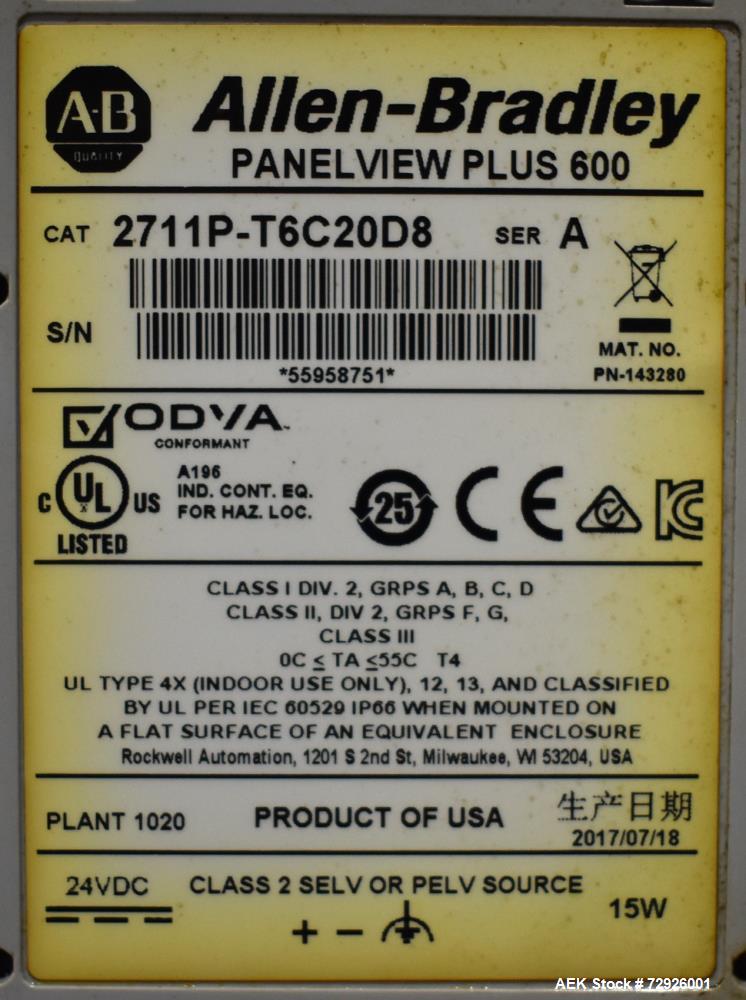 A-B
QUALITY
Allen-Bradley
PANELVIEW PLUS 600
CAT 2711P-T6C20D8 SER A
S/N
*55958751*
MAT. NO.
PN-143280
ODVA
CONFORMANT
C UL US
LISTED
A196
IND. CONT. EQ.
FOR HAZ. LOC.
25
CE
KC
CLASS I DIV. 2, GRPS A, B, C, D
CLASS II, DIV 2, GRPS F, G,
CLASS III
0C ≤ TA ≤55C T4
UL TYPE 4X (INDOOR USE ONLY), 12, 13, AND CLASSIFIED
BY UL PER IEC 60529 IP66 WHEN MOUNTED ON
A FLAT SURFACE OF AN EQUIVALENT ENCLOSURE
Rockwell Automation, 1201 S 2nd St, Milwaukee, WI 53204, USA
PLANT 1020
PRODUCT OF USA
生产日期
2017/07/18
24VDC
CLASS 2 SELV OR PELV SOURCE
+ −
15W
AEK Stock # 72926001